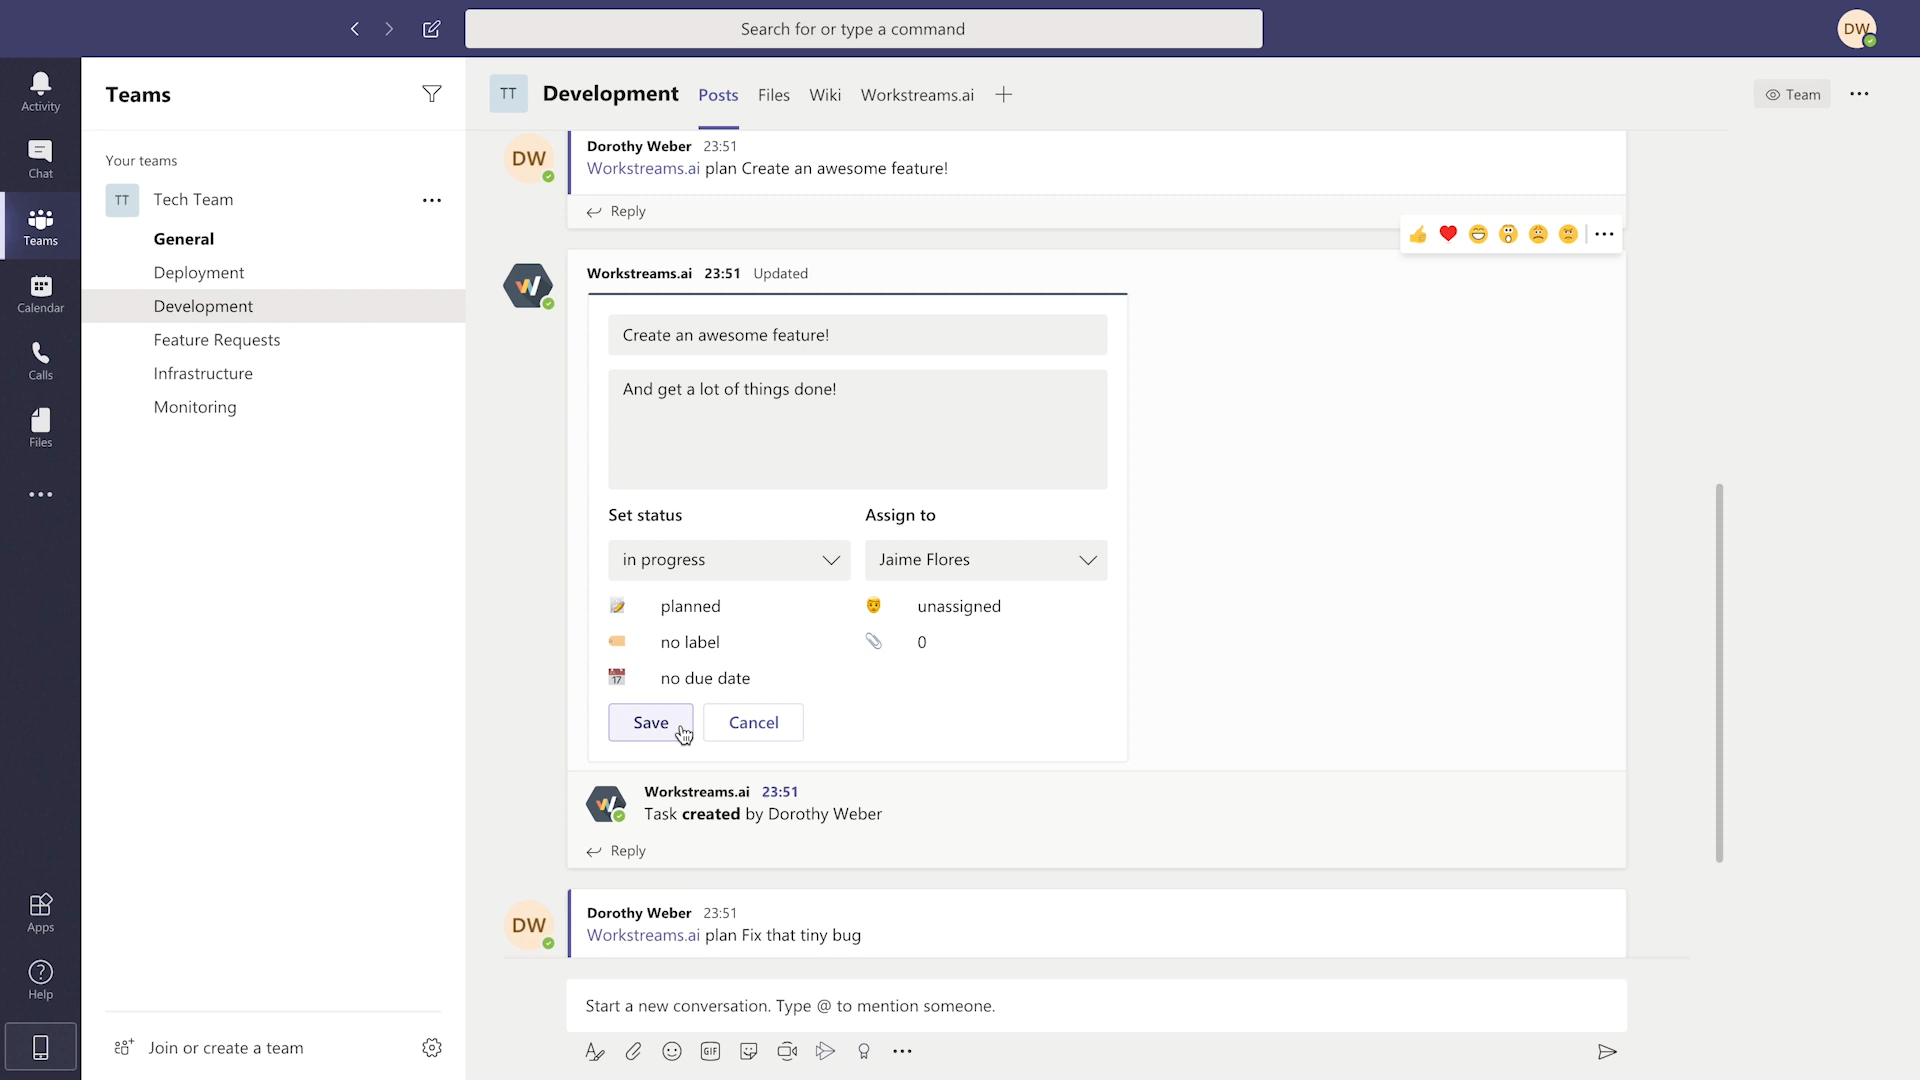 Search for or type a command
DW
Activity
Chat
Teams
Calendar
Calls
Files
Apps
Help
Teams
Your teams
TT Tech Team
General
Deployment
Development
Feature Requests
Infrastructure
Monitoring
Join or create a team
TT Development Posts Files Wiki Workstreams.ai
Team
DW Dorothy Weber 23:51
Workstreams.ai plan Create an awesome feature!
Reply
Workstreams.ai 23:51 Updated
Create an awesome feature!
And get a lot of things done!
Set status Assign to
in progress Jaime Flores
planned unassigned
no label 0
17 no due date
Save Cancel
Workstreams.ai 23:51
Task created by Dorothy Weber
Reply
DW Dorothy Weber 23:51
Workstreams.ai plan Fix that tiny bug
Start a new conversation. Type @ to mention someone.
GIF